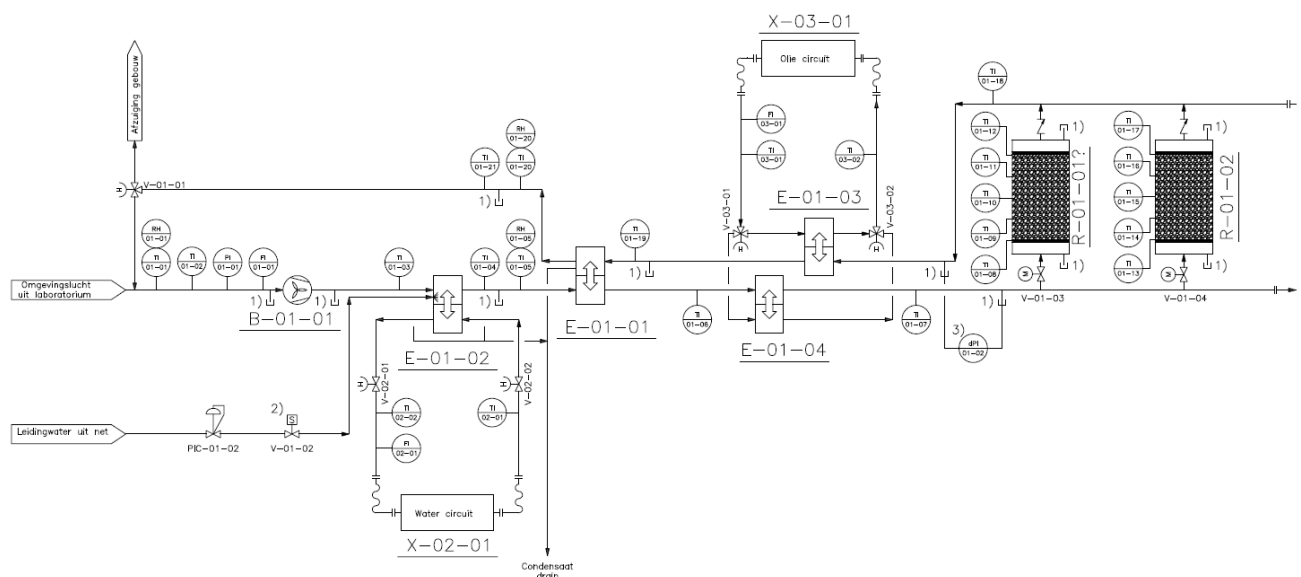 X-03-01
Olie circuit
Afzuiging gebouw
TI
01-18
RH
01-20
TI
01-21
TI
01-20
FI
03-01
TI
03-01
TI
03-02
TI
01-12
TI
01-11
TI
01-10
TI
01-09
TI
01-08
1)
R-01-01?
1)
TI
01-17
TI
01-16
TI
01-15
TI
01-14
TI
01-13
1)
R-01-02
1)
H
V-01-01
1)
E-01-03
V-03-01
V-03-02
H
H
RH
01-01
TI
01-01
TI
01-02
PI
01-01
FI
01-01
TI
01-03
TI
01-04
RH
01-05
TI
01-05
TI
01-19
1)
1)
M
M
Omgevingslucht
uit laboratorium
1)
1)
1)
1)
V-01-03
V-01-04
B-01-01
E-01-01
TI
01-06
TI
01-07
3)
dPI
01-02
E-01-02
E-01-04
H
V-02-01
H
V-02-02
TI
02-02
TI
02-01
FI
02-01
Leidingwater uit net
2)
S
PIC-01-02
V-01-02
Water circuit
X-02-01
Condensaat
drain